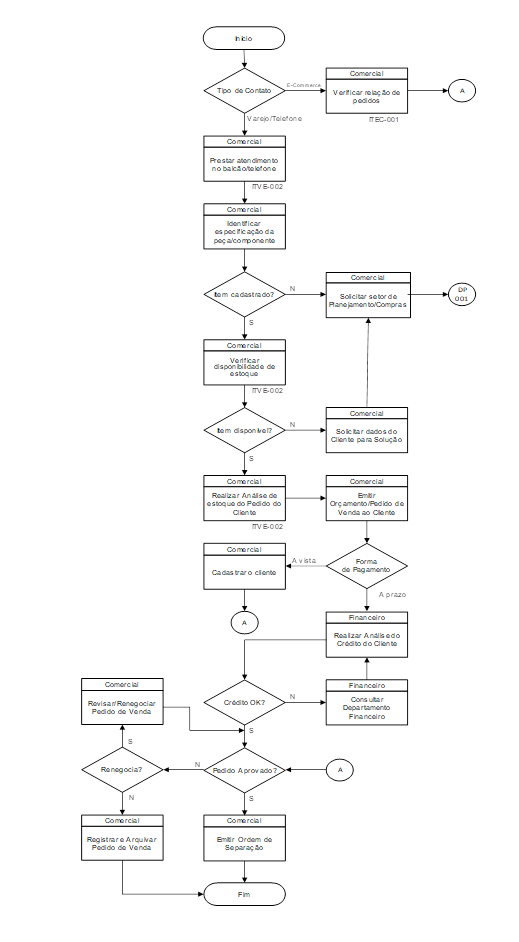 Início
Tipo de Contato
E-Commerce
Comercial
Verificar relação de
pedidos
A
ITEC-001
Varejo/Telefone
Comercial
Prestar atendimento
no balcão/telefone
ITVE-002
Comercial
Identificar
especificação da
peça/componente
Item cadastrado?
N
Comercial
Solicitar setor de
Planejamento/Compras
DP
001
S
Comercial
Verificar
disponibilidade de
estoque
ITVE-002
Item disponível?
N
Comercial
Solicitar dados do
Cliente para Solução
S
Comercial
Realizar Análise de
estoque do Pedido do
Cliente
ITVE-002
Comercial
Emitir
Orçamento/Pedido de
Venda ao Cliente
Comercial
Cadastrar o cliente
A vista
Forma
de Pagamento
A prazo
A
Financeiro
Realizar Análise do
Crédito do Cliente
Comercial
Revisar/Renegociar
Pedido de Venda
Crédito OK?
N
Financeiro
Consultar
Departamento
Financeiro
S
S
Renegocia?
N
Pedido Aprovado?
A
N
S
Comercial
Registrar e Arquivar
Pedido de Venda
Comercial
Emitir Ordem de
Separação
Fim